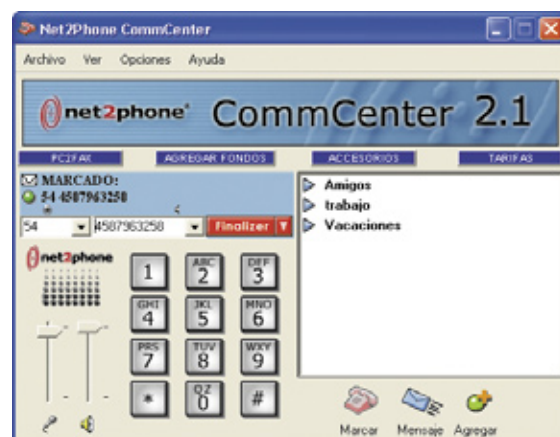 Net2Phone CommCenter
Archivo Ver Opciones Ayuda
net2phone® CommCenter 2.1
PC2FAX AGREGAR FONDOS ACCESORIOS TARIFAS
MARCADO:
54 4587963258
54 4587963258 Finalizer
net2phone
Amigos
trabajo
Vacaciones
1 ABC 2 DEF 3
GHI 4 JKL 5 MNO 6
PRS 7 TUV 8 WXY 9
* QZ 0 #
Marcar Mensaje Agregar